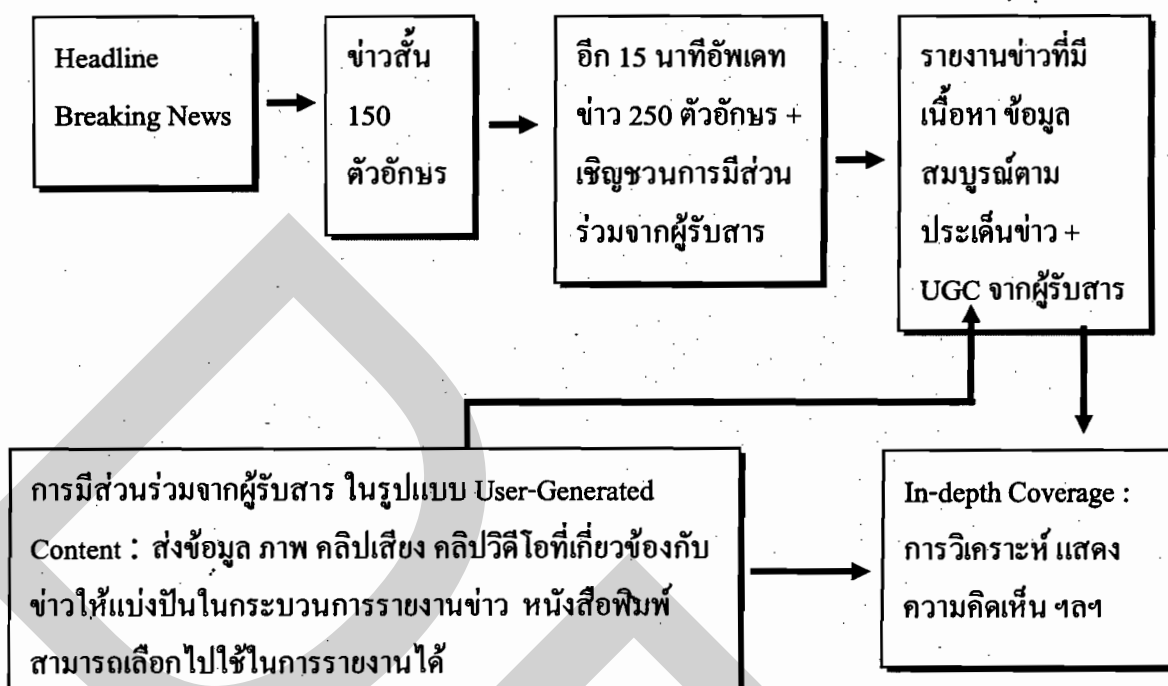 Headline
Breaking News
ข่าวสั้น
150
ตัวอักษร
อีก 15 นาทีอัพเดท
ข่าว 250 ตัวอักษร +
เชิญชวนการมีส่วน
ร่วมจากผู้รับสาร
รายงานข่าวที่มี
เนื้อหา ข้อมูล
สมบูรณ์ตาม
ประเด็นข่าว +
UGC จากผู้รับสาร
การมีส่วนร่วมจากผู้รับสาร ในรูปแบบ User-Generated
Content : ส่งข้อมูล ภาพ คลิปเสียง คลิปวิดีโอที่เกี่ยวข้องกับ
ข่าวให้แบ่งปันในกระบวนการรายงานข่าว หนังสือพิมพ์
สามารถเลือกไปใช้ในการรายงานได้
In-depth Coverage :
การวิเคราะห์ แสดง
ความคิดเห็น ฯลฯ